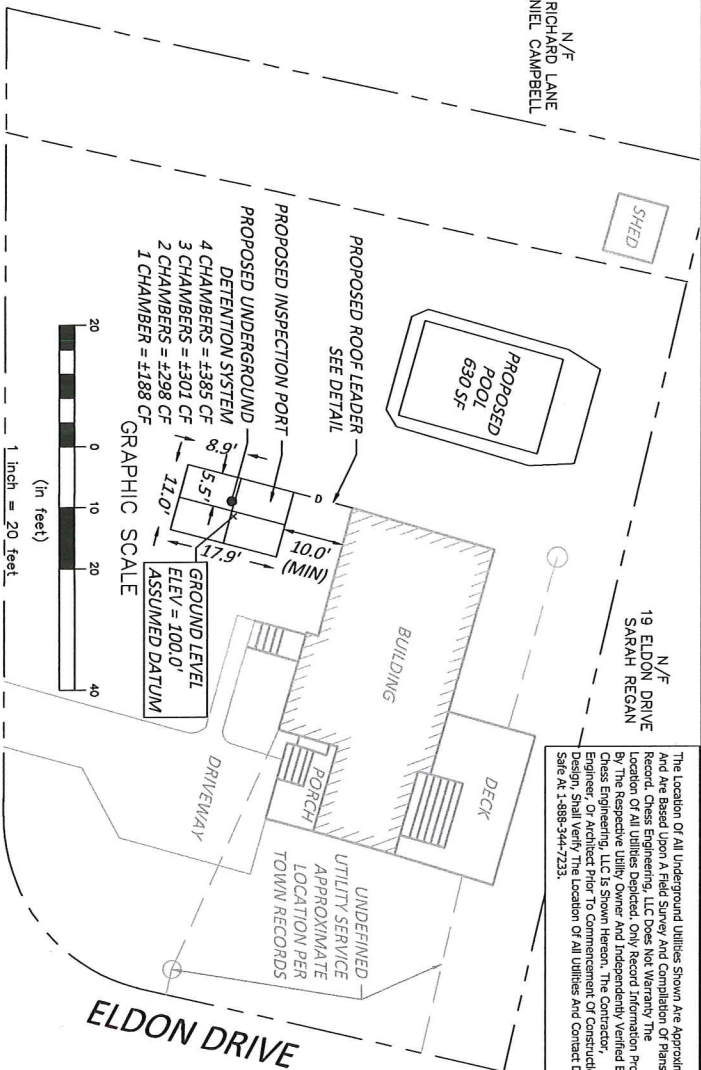 The Location Of All Underground Utilities Shown Are
And Are Based Upon A Field Survey And Compilation Of Plans
Record. Chess Engineering, LLC Does Not Warranty The
Location Of All Utilities Depicted. Only Record Information
By The Respective Utility Owner And Independently Verified
Chess Engineering, LLC Is Shown Hereon. The Contractor,
Engineer, Or Architect Prior To Commencement Of
Design, Shall Verify The Location Of All Utilities And Contact
Safe At 1-888-344-7233.
N/F
RICHARD LANE
CAMPBELL
N/F
19 ELDON DRIVE
SARAH REGAN
SHED
PROPOSED
POOL
630 SF
PROPOSED ROOF LEADER
SEE DETAIL
PROPOSED INSPECTION PORT
PROPOSED UNDERGROUND
DETENTION SYSTEM
4 CHAMBERS = ±385 CF
3 CHAMBERS = ±301 CF
2 CHAMBERS = ±298 CF
1 CHAMBER = ±188 CF
D
8.9'
5.5'
11.0'
17.9'
10.0'
(MIN)
GROUND LEVEL
ELEV = 100.0'
ASSUMED DATUM
BUILDING
DECK
PORCH
DRIVEWAY
UNDEFINED
UTILITY SERVICE
APPROXIMATE
LOCATION PER
TOWN RECORDS
ELDON DRIVE
GRAPHIC SCALE
20 0 10 20 40
(in feet)
1 inch = 20 feet